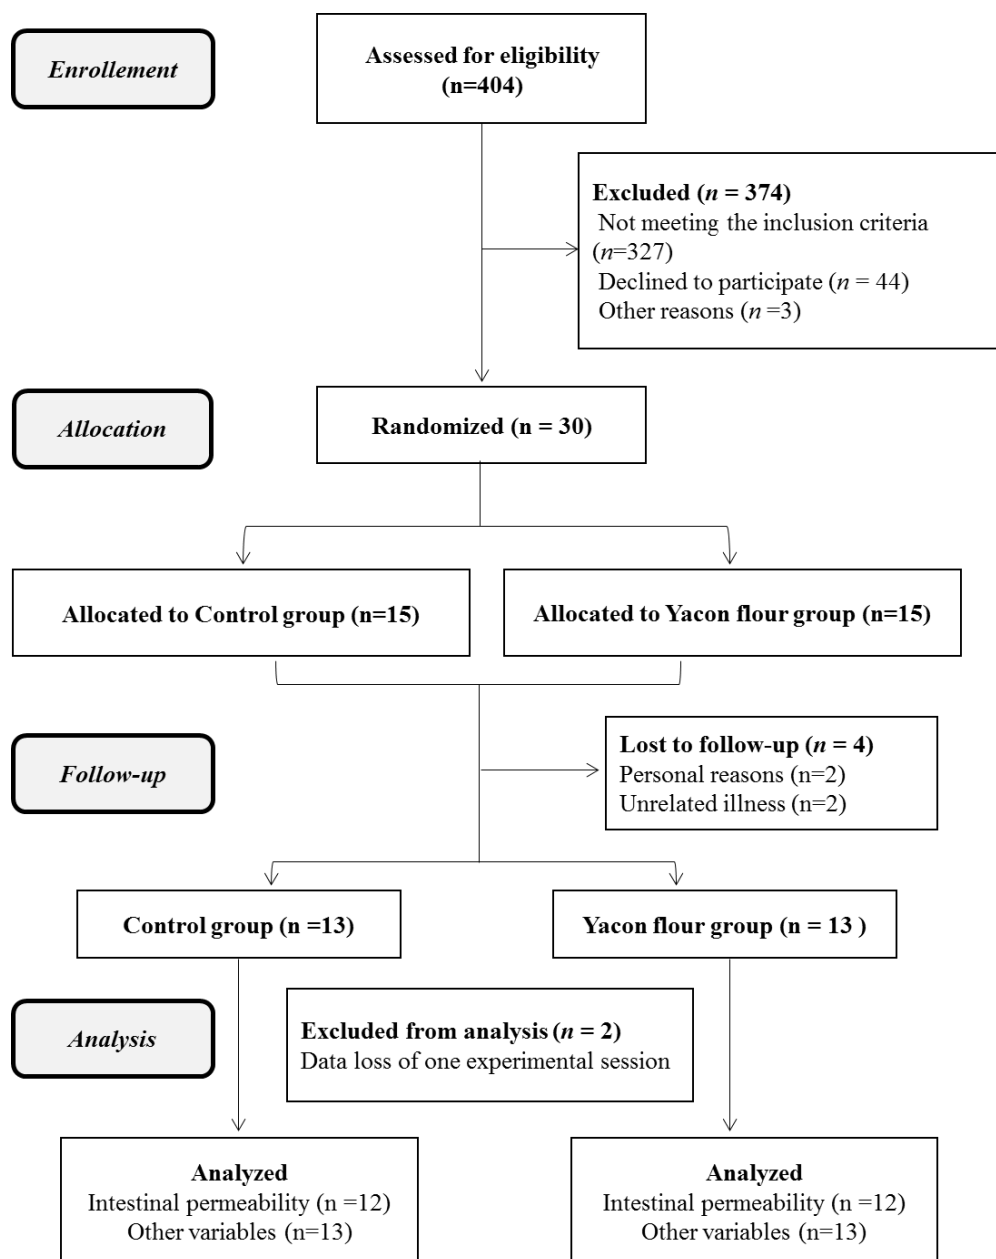 Enrollement
Assessed for eligibility
(n=404)
Excluded (n = 374)
Not meeting the inclusion criteria
(n=327)
Declined to participate (n = 44)
Other reasons (n =3)
Allocation
Randomized (n = 30)
Allocated to Control group (n=15)
Allocated to Yacon flour group (n=15)
Follow-up
Lost to follow-up (n = 4)
Personal reasons (n=2)
Unrelated illness (n=2)
Control group (n =13)
Yacon flour group (n = 13 )
Analysis
Excluded from analysis (n = 2)
Data loss of one experimental session
Analyzed
Intestinal permeability (n =12)
Other variables (n=13)
Analyzed
Intestinal permeability (n =12)
Other variables (n=13)